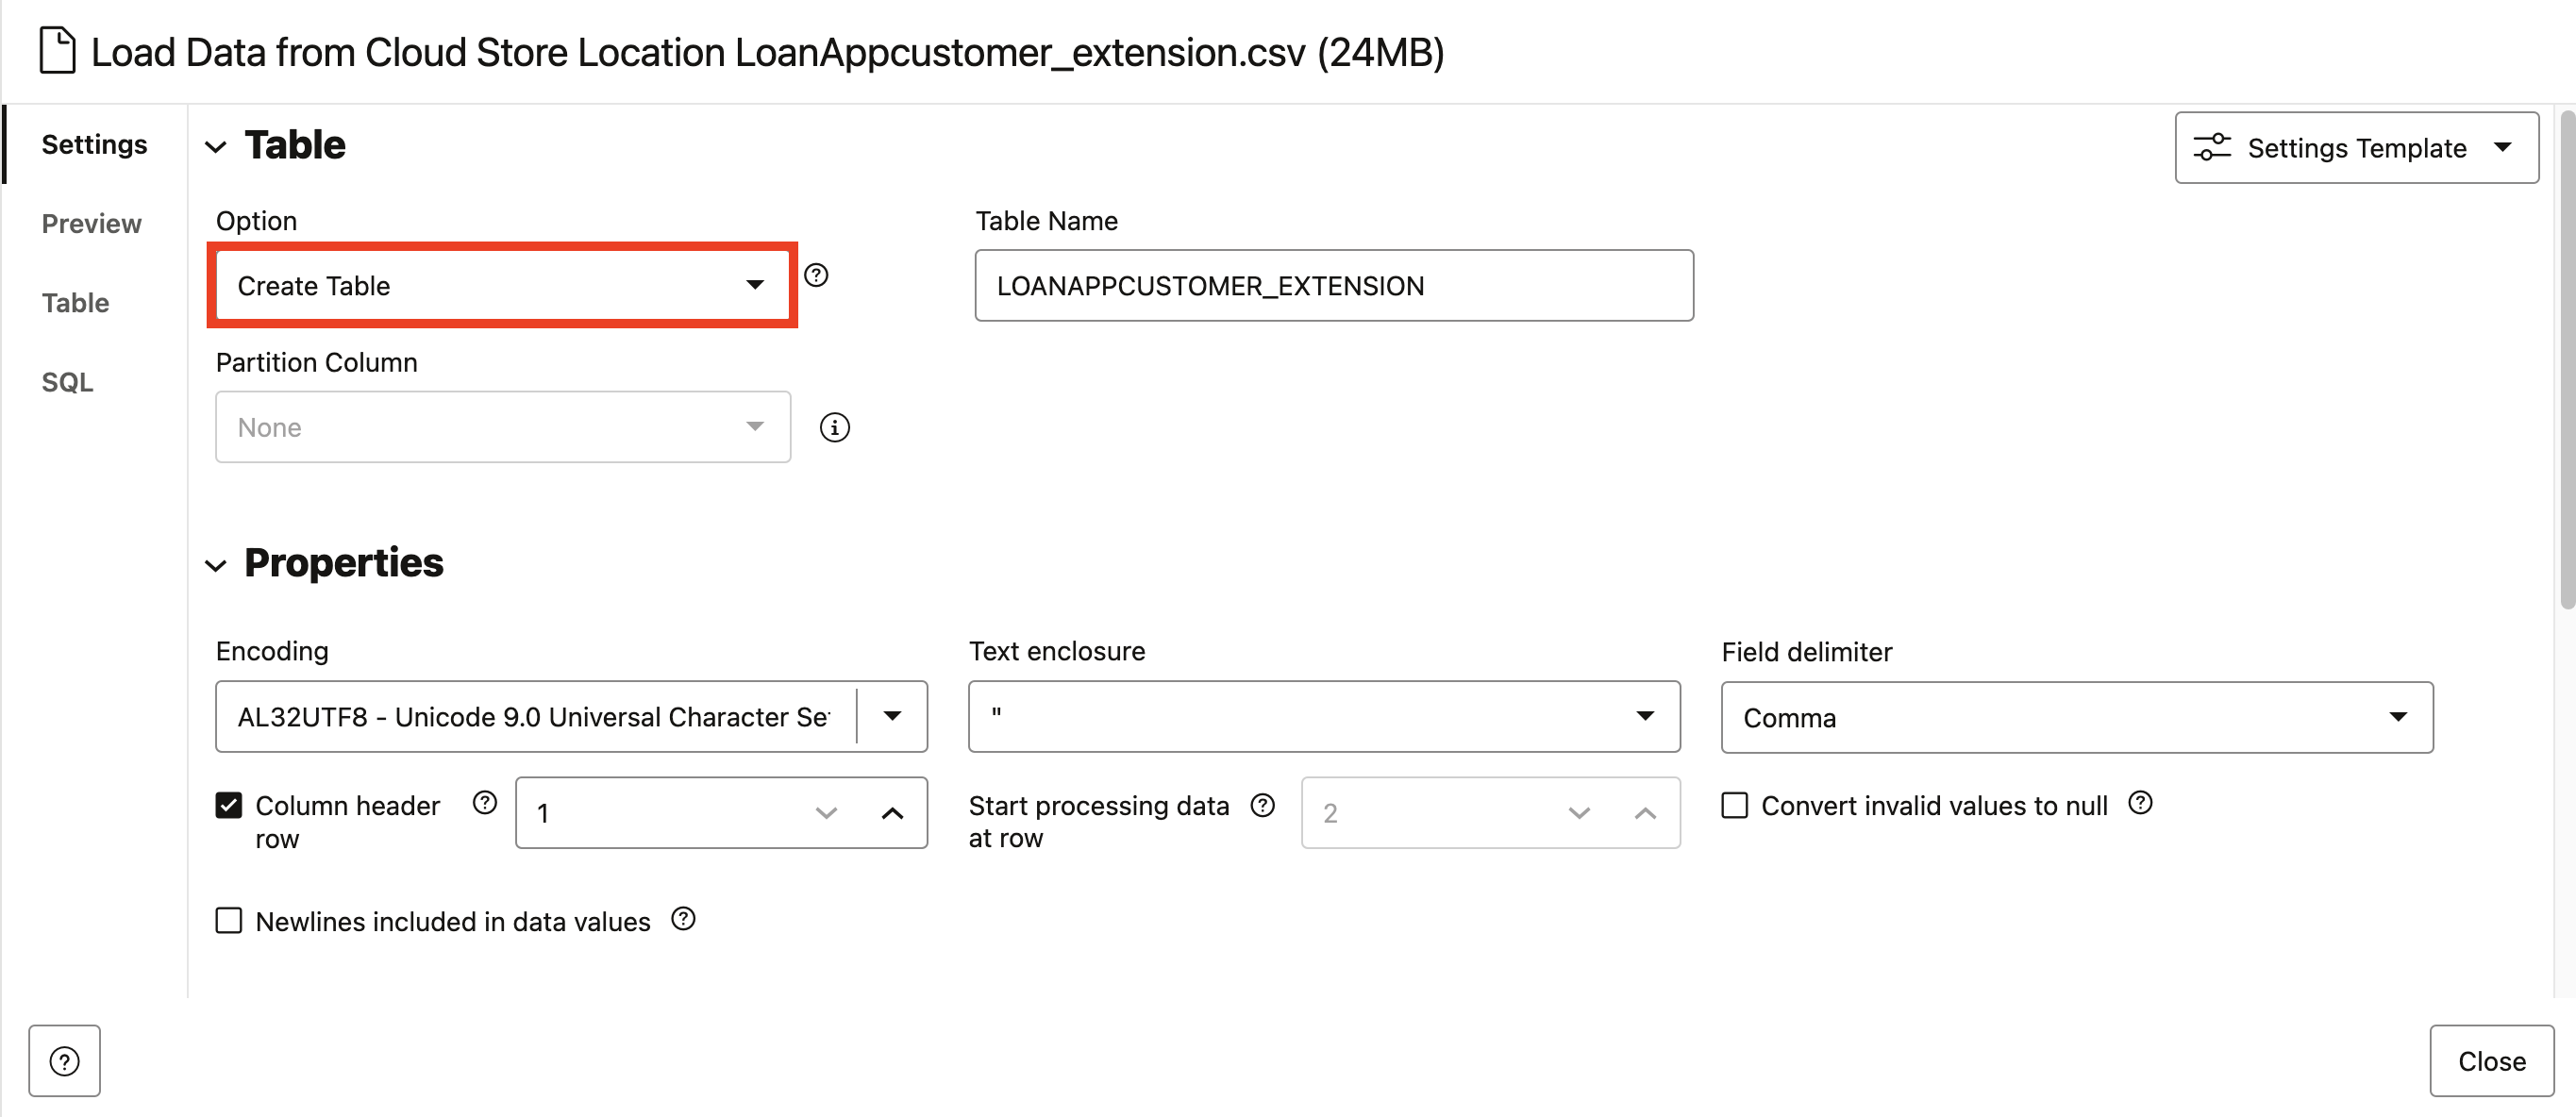 Load Data from Cloud Store Location LoanAppcustomer_extension.csv (24MB)
Settings
Preview
Table
SQL
Table
Settings Template
Option
Table Name
Create Table
LOANAPPCUSTOMER_EXTENSION
Partition Column
None
Properties
Encoding
Text enclosure
Field delimiter
AL32UTF8 - Unicode 9.0 Universal Character Se
"
Comma
Column header
row
1
Start processing data
at row
2
Convert invalid values to null
Newlines included in data values
Close